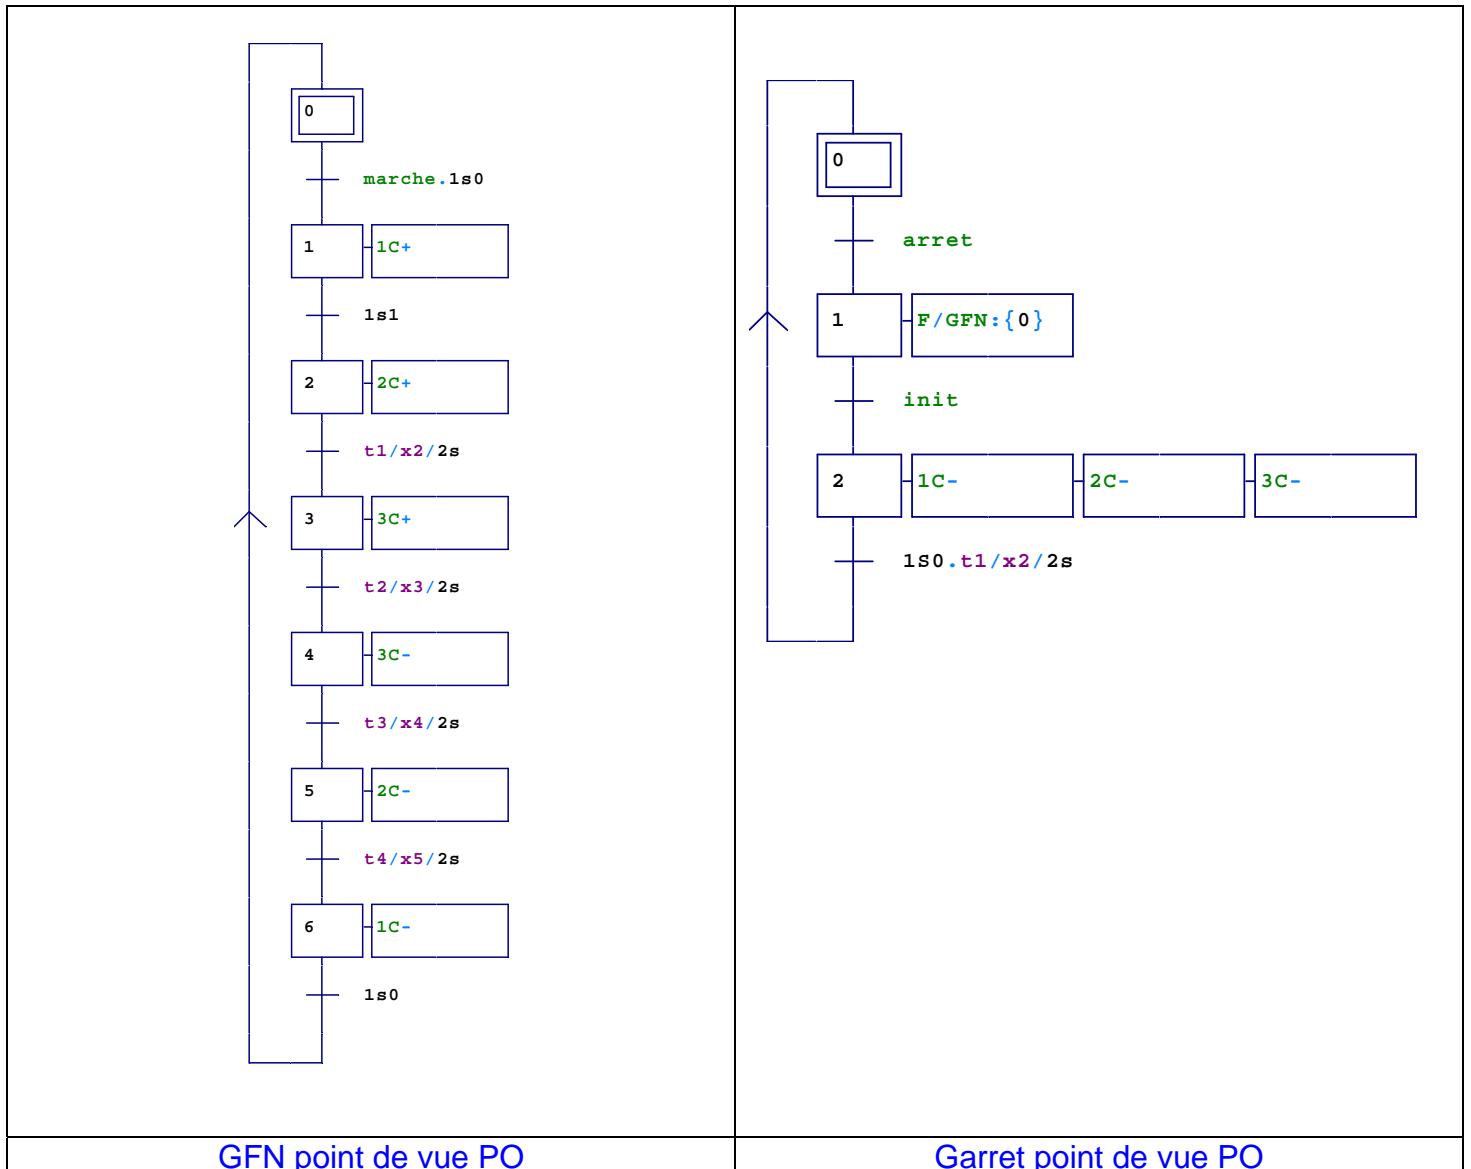 0
marche.1s0
1 1C+
1s1
2 2C+
t1/x2/2s
3 3C+
t2/x3/2s
4 3C-
t3/x4/2s
5 2C-
t4/x5/2s
6 1C-
1s0
GFN point de vue PO
0
arret
1 F/GFN:{0}
init
2 1C- 2C- 3C-
1S0.t1/x2/2s
Garret point de vue PO